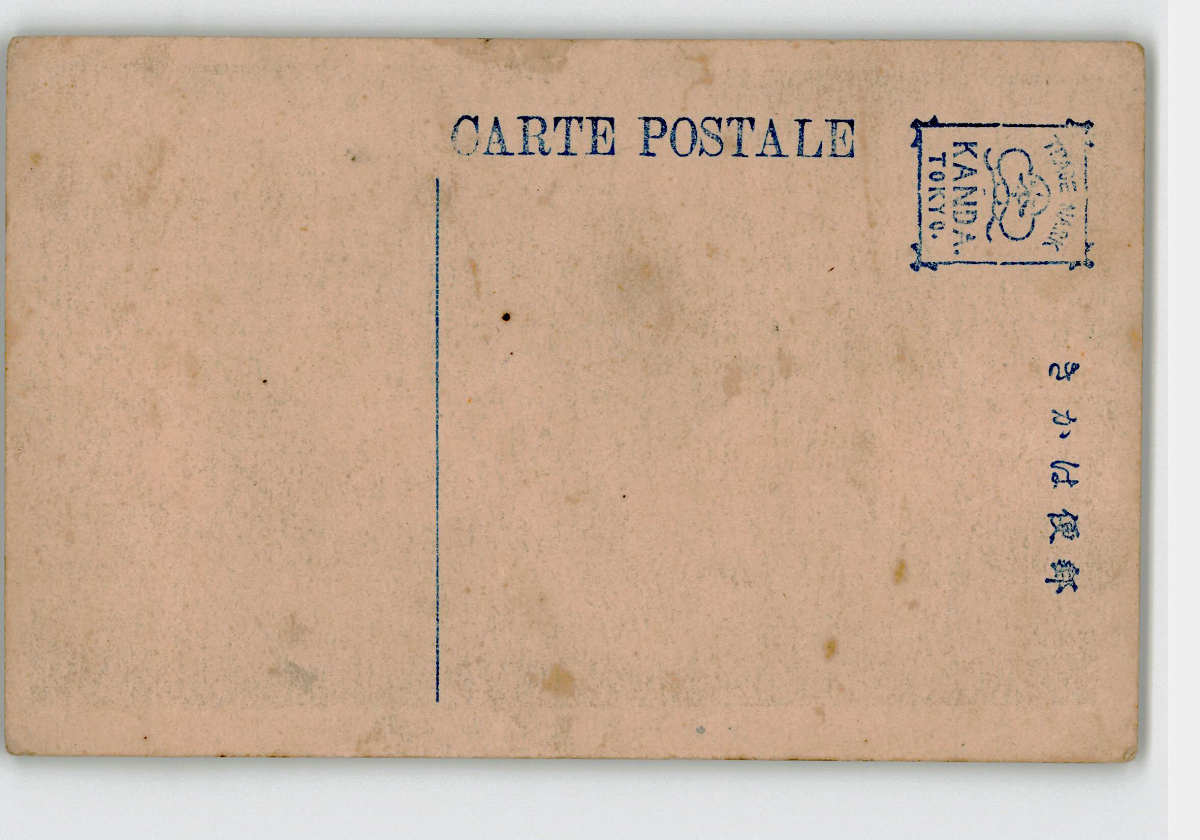 CARTE POSTALE
TRADE MARK
KANDA.
TOKYO.
きかは便郵